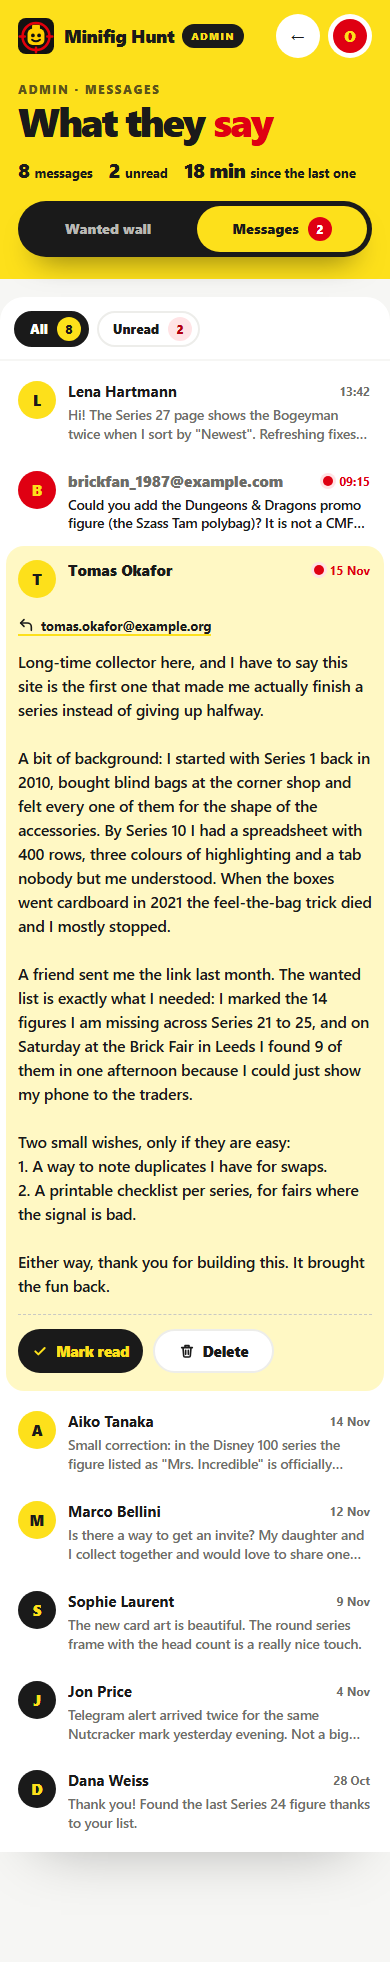 Minifig Hunt ADMIN ← 0
ADMIN · MESSAGES
What they say
8 messages 2 unread 18 min since the last one
Wanted wall Messages 2
All 8 Unread 2
L Lena Hartmann 13:42
Hi! The Series 27 page shows the Bogeyman
twice when I sort by "Newest". Refreshing fixes...
B brickfan_1987@example.com 09:15
Could you add the Dungeons & Dragons promo
figure (the Szass Tam polybag)? It is not a CMF...
T Tomas Okafor 15 Nov
tomas.okafor@example.org
Long-time collector here, and I have to say this
site is the first one that made me actually finish a
series instead of giving up halfway.
A bit of background: I started with Series 1 back in
2010, bought blind bags at the corner shop and
felt every one of them for the shape of the
accessories. By Series 10 I had a spreadsheet with
400 rows, three colours of highlighting and a tab
nobody but me understood. When the boxes
went cardboard in 2021 the feel-the-bag trick died
and I mostly stopped.
A friend sent me the link last month. The wanted
list is exactly what I needed: I marked the 14
figures I am missing across Series 21 to 25, and on
Saturday at the Brick Fair in Leeds I found 9 of
them in one afternoon because I could just show
my phone to the traders.
Two small wishes, only if they are easy:
1. A way to note duplicates I have for swaps.
2. A printable checklist per series, for fairs where
the signal is bad.
Either way, thank you for building this. It brought
the fun back.
Mark read Delete
A Aiko Tanaka 14 Nov
Small correction: in the Disney 100 series the
figure listed as "Mrs. Incredible" is officially...
M Marco Bellini 12 Nov
Is there a way to get an invite? My daughter and
I collect together and would love to share one...
S Sophie Laurent 9 Nov
The new card art is beautiful. The round series
frame with the head count is a really nice touch.
J Jon Price 4 Nov
Telegram alert arrived twice for the same
Nutcracker mark yesterday evening. Not a big...
D Dana Weiss 28 Oct
Thank you! Found the last Series 24 figure thanks
to your list.